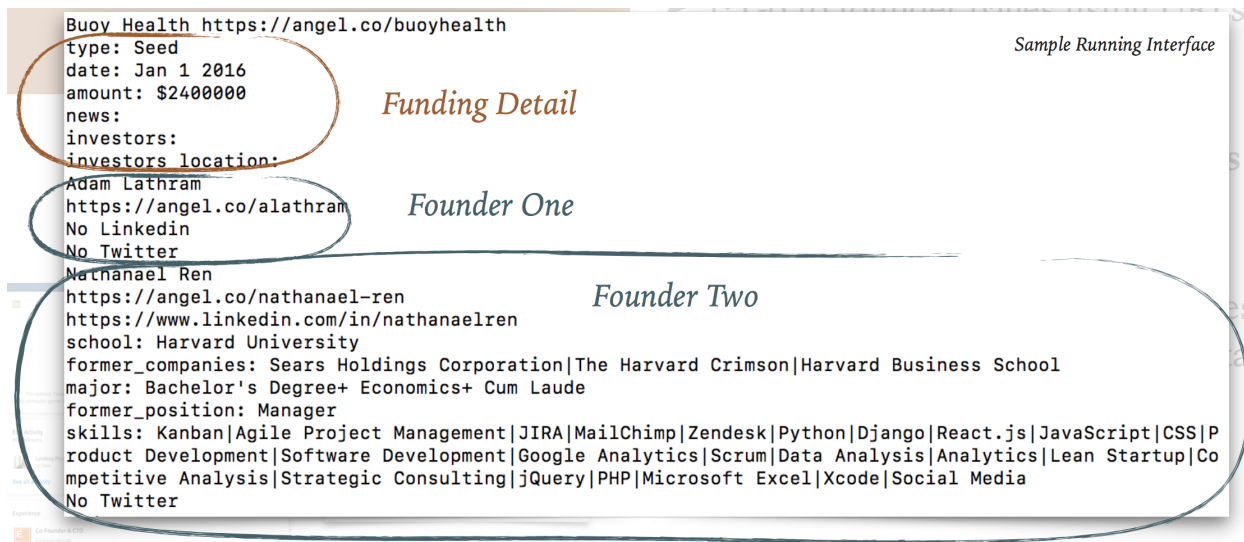 Buoy Health https://angel.co/buoyhealth
Sample Running Interface
type: Seed
date: Jan 1 2016
amount: $2400000
Funding Detail
news:
investors:
investors location:
Adam Lathram
https://angel.co/alathram
Founder One
No Linkedin
No Twitter
Nathanael Ren
https://angel.co/nathanael-ren
Founder Two
https://www.linkedin.com/in/nathanaelren
school: Harvard University
former_companies: Sears Holdings Corporation|The Harvard Crimson|Harvard Business School
major: Bachelor's Degree+ Economics+ Cum Laude
former_position: Manager
skills: Kanban|Agile Project Management|JIRA|MailChimp|Zendesk|Python|Django|React.js|JavaScript|CSS|P
roduct Development|Software Development|Google Analytics|Scrum|Data Analysis|Analytics|Lean Startup|Co
mpetitive Analysis|Strategic Consulting|jQuery|PHP|Microsoft Excel|Xcode|Social Media
No Twitter
Experience
Co-Founder & CTO